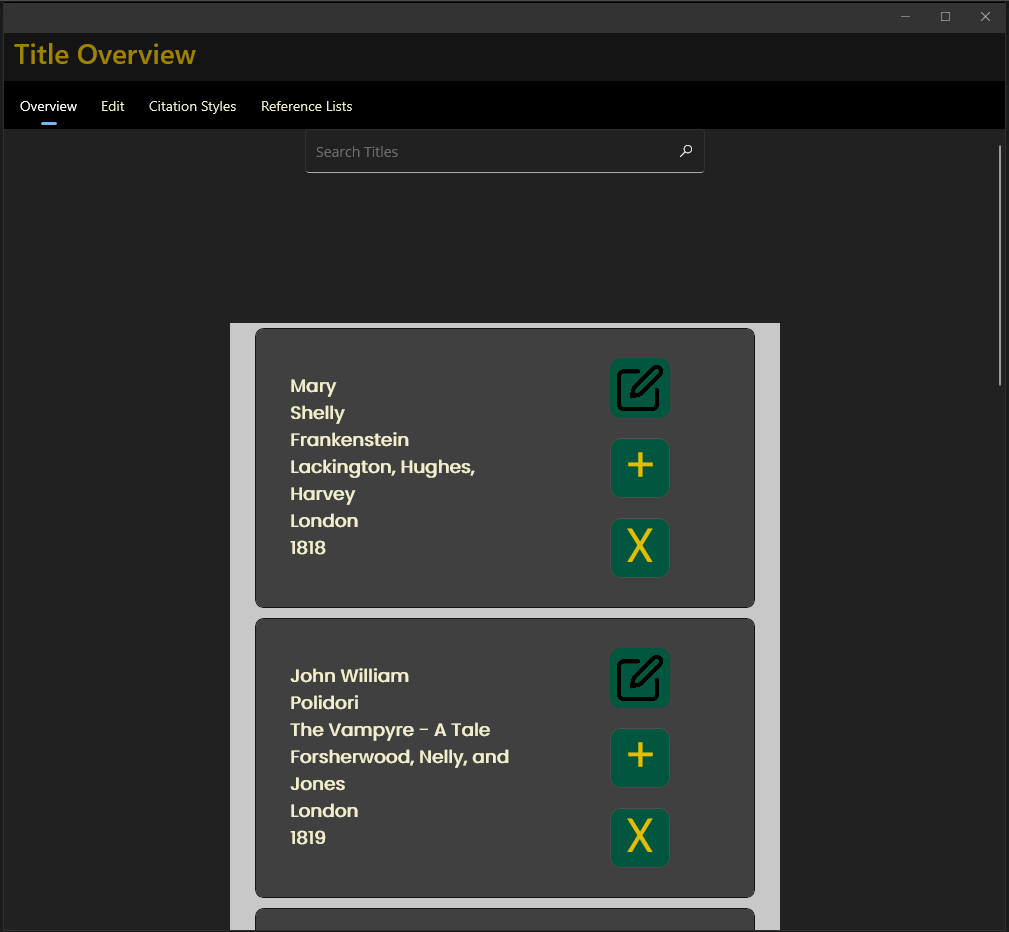 Title Overview
Overview Edit Citation Styles Reference Lists
Search Titles
Mary
Shelly
Frankenstein
Lackington, Hughes,
Harvey
London
1818
+
X
John William
Polidori
The Vampyre - A Tale
Forsherwood, Nelly, and
Jones
London
1819
+
X